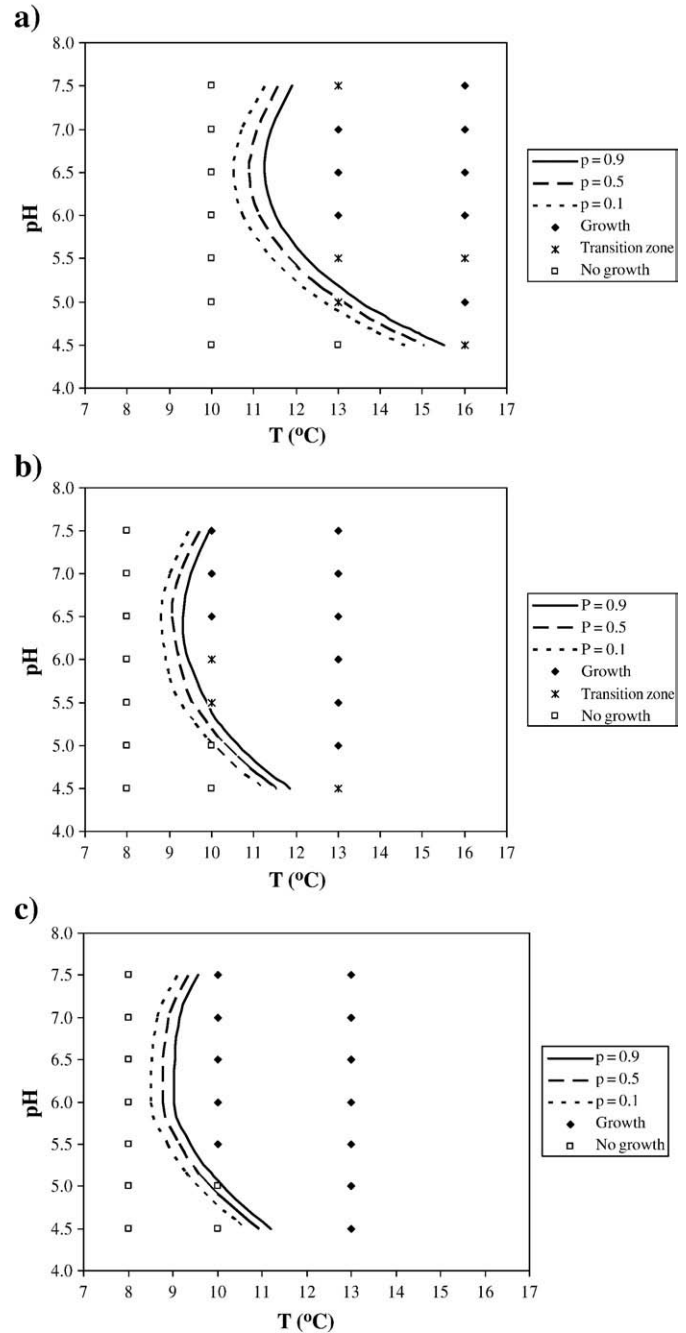 a)
8.0
7.5
7.0
6.5
6.0
5.5
5.0
4.5
4.0
pH
7 8 9 10 11 12 13 14 15 16 17
T (ºC)
p = 0.9
p = 0.5
p = 0.1
Growth
Transition zone
No growth
b)
8.0
7.5
7.0
6.5
6.0
5.5
5.0
4.5
4.0
pH
7 8 9 10 11 12 13 14 15 16 17
T (ºC)
P = 0.9
P = 0.5
P = 0.1
Growth
Transition zone
No growth
c)
8.0
7.5
7.0
6.5
6.0
5.5
5.0
4.5
4.0
pH
7 8 9 10 11 12 13 14 15 16 17
T (ºC)
p = 0.9
p = 0.5
p = 0.1
Growth
No growth